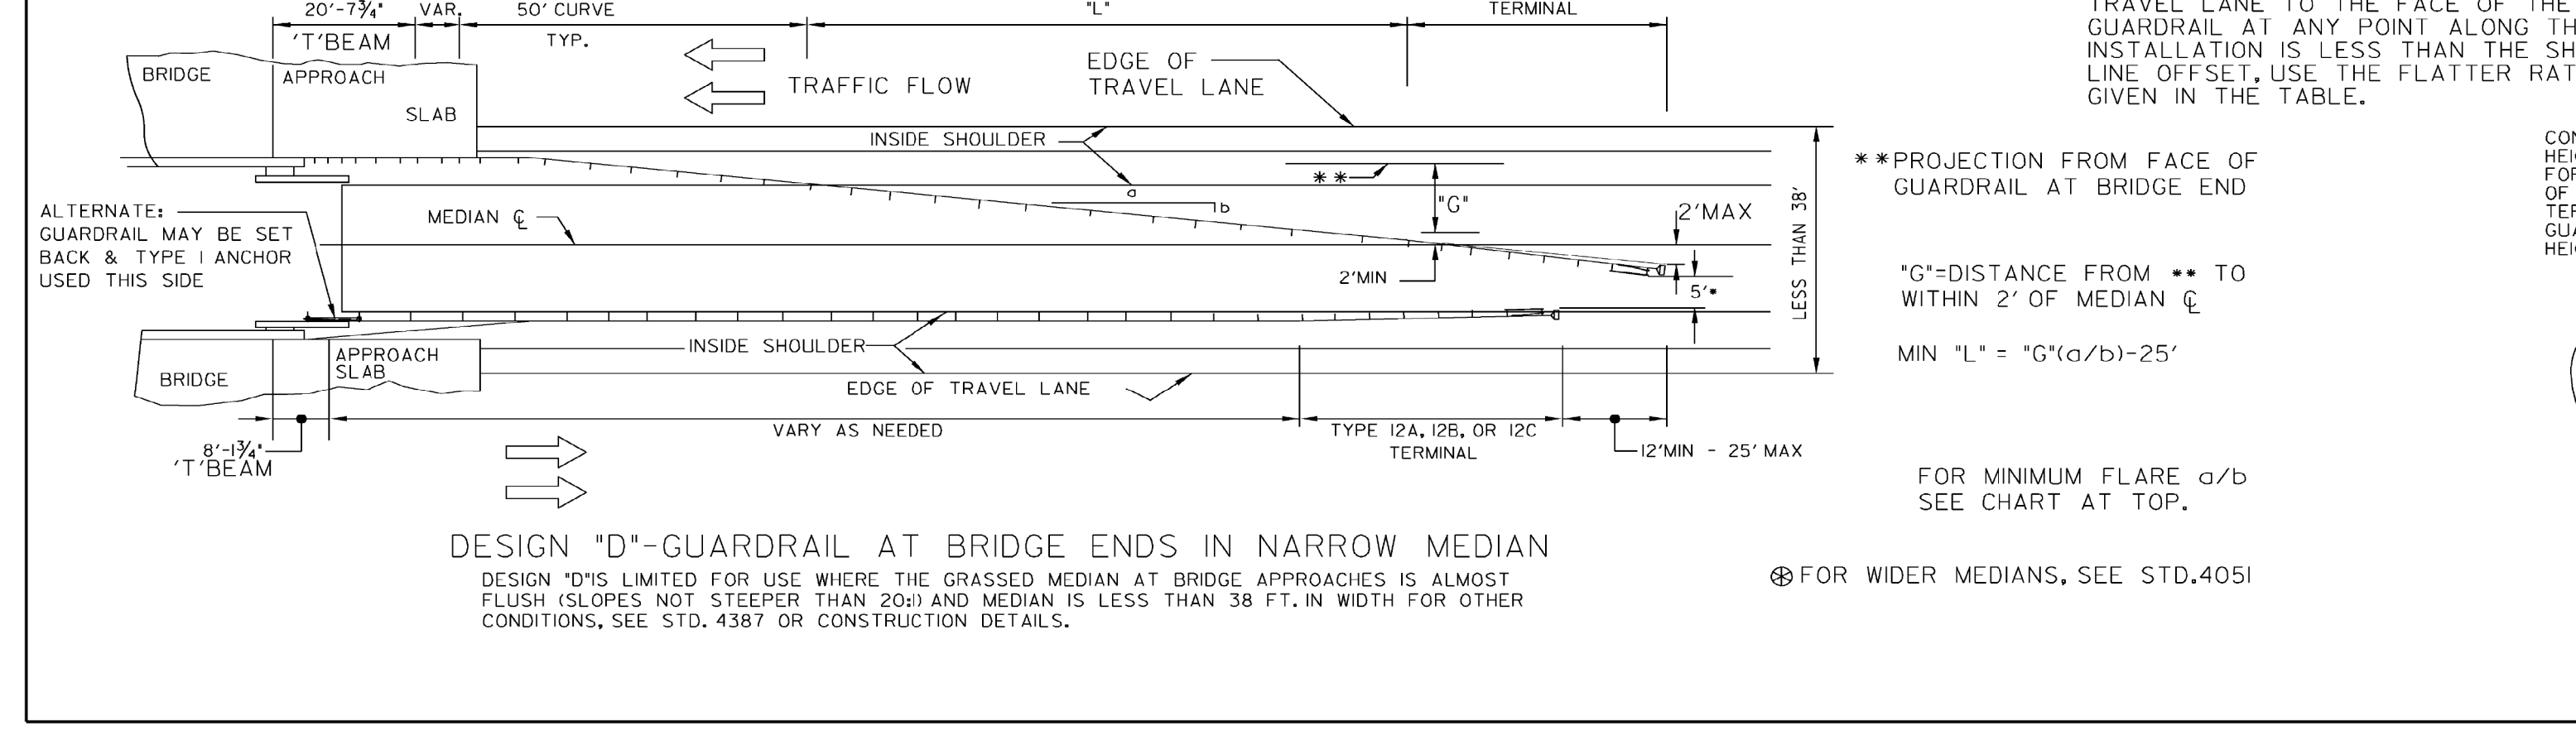 20'-7¾" VAR. 50' CURVE "L" TERMINAL
'T'BEAM TYP.
BRIDGE
APPROACH
SLAB
TRAFFIC FLOW
EDGE OF
TRAVEL LANE
INSIDE SHOULDER
**
a
b
"G"
2'MAX
LESS THAN 38'
ALTERNATE:
GUARDRAIL MAY BE SET
BACK & TYPE 1 ANCHOR
USED THIS SIDE
MEDIAN ℄
2'MIN
5'*
INSIDE SHOULDER
APPROACH
SLAB
BRIDGE
EDGE OF TRAVEL LANE
8'-1¾"
'T'BEAM
VARY AS NEEDED
TYPE 12A, 12B, OR 12C
TERMINAL
12'MIN - 25' MAX
TRAVEL LANE TO THE FACE OF THE
GUARDRAIL AT ANY POINT ALONG TH
INSTALLATION IS LESS THAN THE SH
LINE OFFSET, USE THE FLATTER RAT
GIVEN IN THE TABLE.
**PROJECTION FROM FACE OF
GUARDRAIL AT BRIDGE END
"G"=DISTANCE FROM ** TO
WITHIN 2' OF MEDIAN ℄
MIN "L" = "G"(a/b)-25'
FOR MINIMUM FLARE a/b
SEE CHART AT TOP.
⊛FOR WIDER MEDIANS, SEE STD.4051
CON
HEI
FOR
OF
TER
GUA
HEI
DESIGN "D"-GUARDRAIL AT BRIDGE ENDS IN NARROW MEDIAN
DESIGN "D"IS LIMITED FOR USE WHERE THE GRASSED MEDIAN AT BRIDGE APPROACHES IS ALMOST
FLUSH (SLOPES NOT STEEPER THAN 20:1) AND MEDIAN IS LESS THAN 38 FT. IN WIDTH FOR OTHER
CONDITIONS, SEE STD. 4387 OR CONSTRUCTION DETAILS.